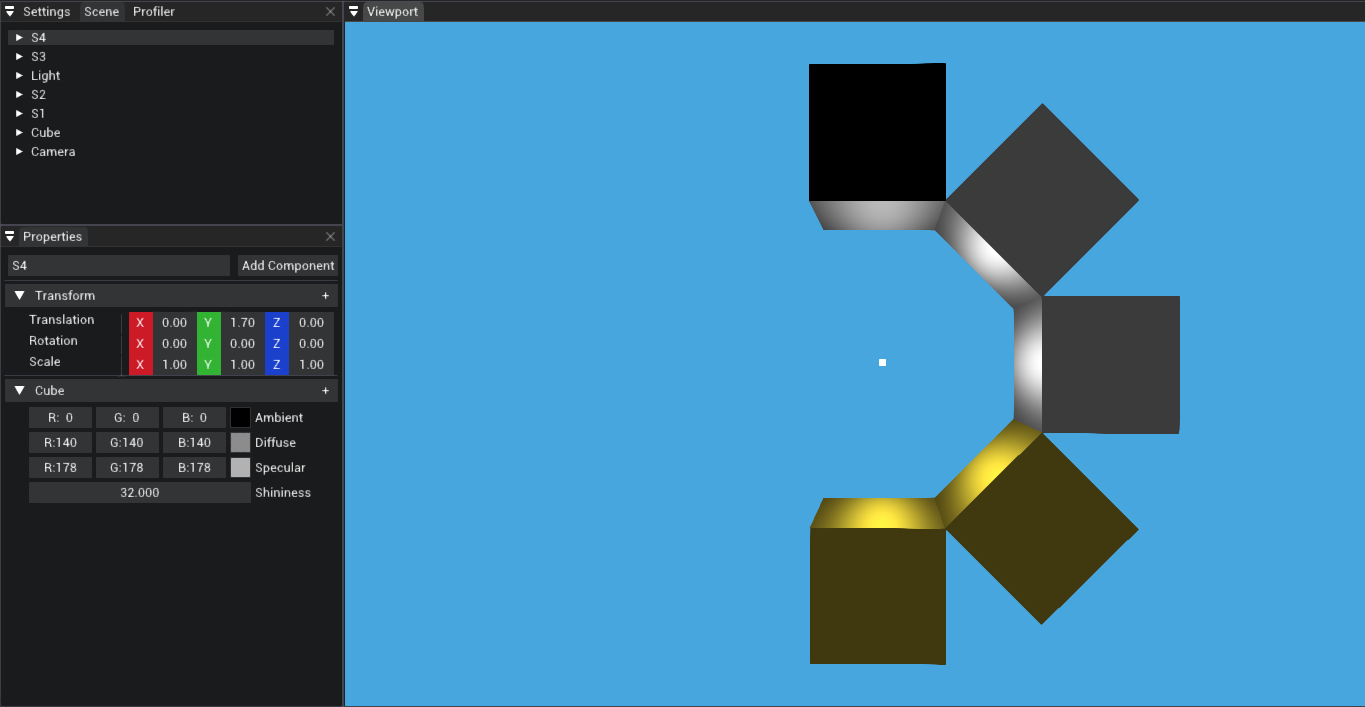 Settings Scene Profiler
Viewport
S4
S3
Light
S2
S1
Cube
Camera
Properties
S4 Add Component
Transform +
Translation X 0.00 Y 1.70 Z 0.00
Rotation X 0.00 Y 0.00 Z 0.00
Scale X 1.00 Y 1.00 Z 1.00
Cube +
R: 0 G: 0 B: 0 Ambient
R:140 G:140 B:140 Diffuse
R:178 G:178 B:178 Specular
32.000 Shininess